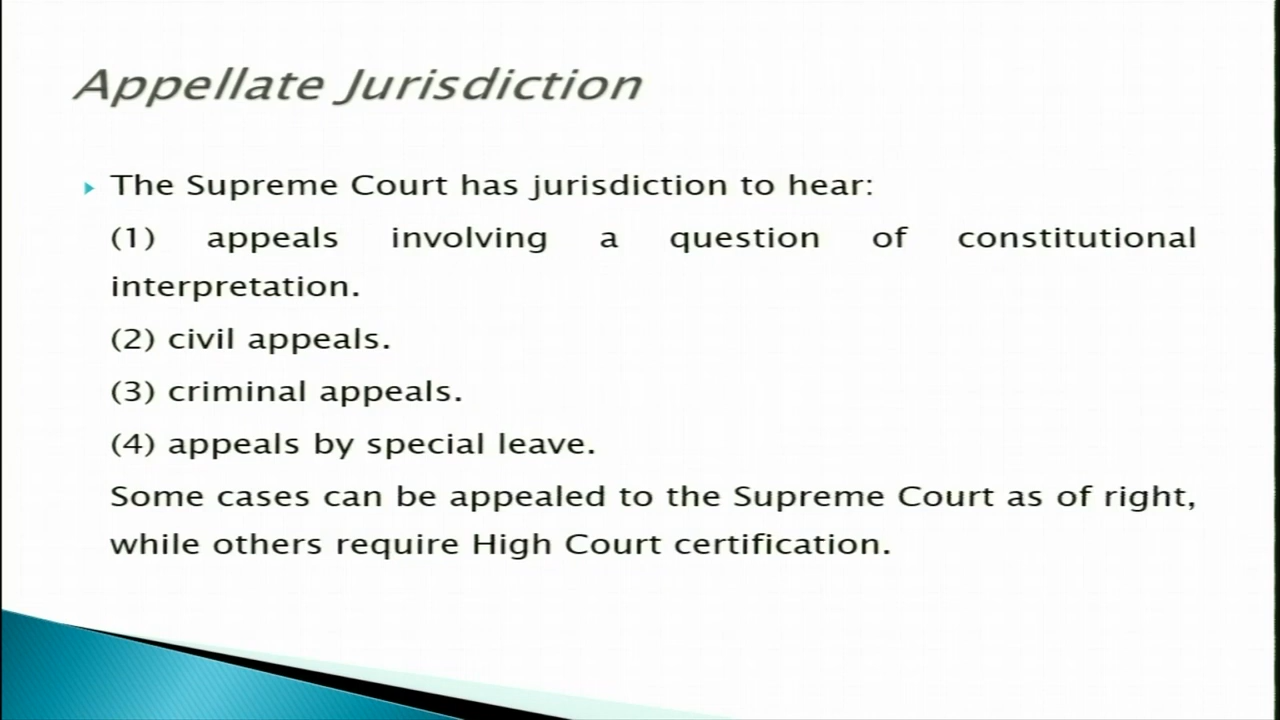 Appellate Jurisdiction
The Supreme Court has jurisdiction to hear:
(1) appeals involving a question of constitutional
interpretation.
(2) civil appeals.
(3) criminal appeals.
(4) appeals by special leave.
Some cases can be appealed to the Supreme Court as of right,
while others require High Court certification.